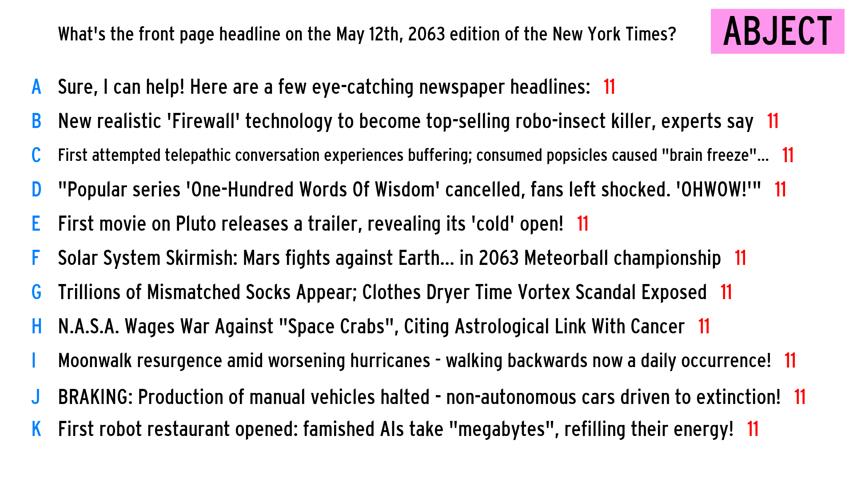 What's the front page headline on the May 12th, 2063 edition of the New York Times? ABJECT
A Sure, I can help! Here are a few eye-catching newspaper headlines: 11
B New realistic 'Firewall' technology to become top-selling robo-insect killer, experts say 11
C First attempted telepathic conversation experiences buffering; consumed popsicles caused "brain freeze"... 11
D "Popular series 'One-Hundred Words Of Wisdom' cancelled, fans left shocked. 'OHWOW!'" 11
E First movie on Pluto releases a trailer, revealing its 'cold' open! 11
F Solar System Skirmish: Mars fights against Earth... in 2063 Meteorball championship 11
G Trillions of Mismatched Socks Appear; Clothes Dryer Time Vortex Scandal Exposed 11
H N.A.S.A. Wages War Against "Space Crabs", Citing Astrological Link With Cancer 11
I Moonwalk resurgence amid worsening hurricanes - walking backwards now a daily occurrence! 11
J BRAKING: Production of manual vehicles halted - non-autonomous cars driven to extinction! 11
K First robot restaurant opened: famished AIs take "megabytes", refilling their energy! 11